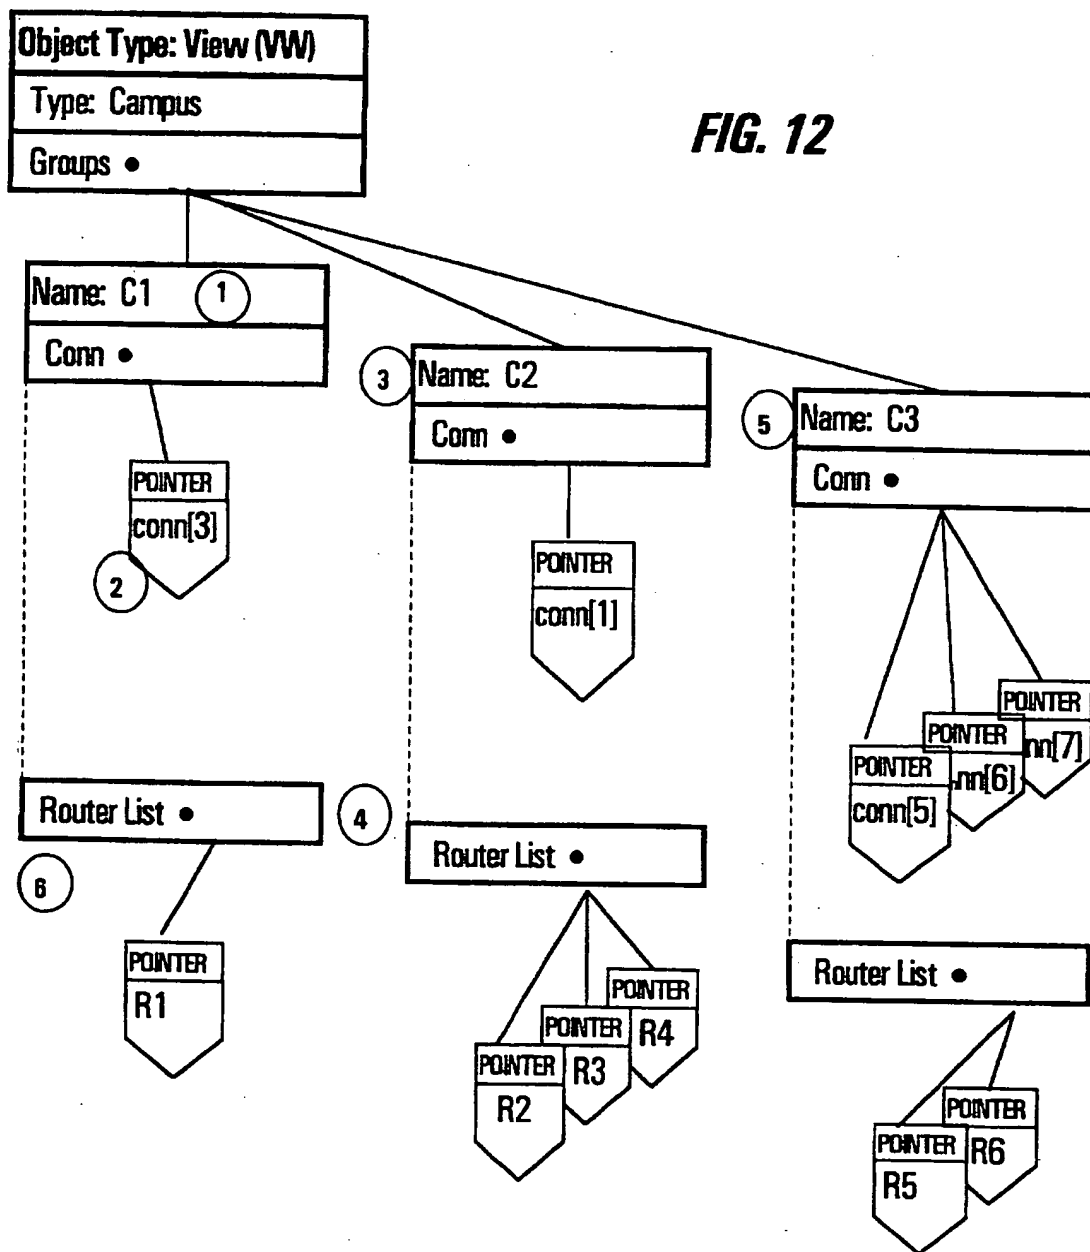 Object Type: View (VW)
Type: Campus
Groups •
FIG. 12
Name: C1
1
Conn •
3
Name: C2
Conn •
5
Name: C3
Conn •
POINTER
conn[3]
2
POINTER
conn[1]
POINTER
nn[7]
POINTER
nn[6]
POINTER
conn[5]
Router List •
4
Router List •
6
Router List •
POINTER
R1
POINTER
R4
POINTER
R3
POINTER
R2
POINTER
R6
POINTER
R5